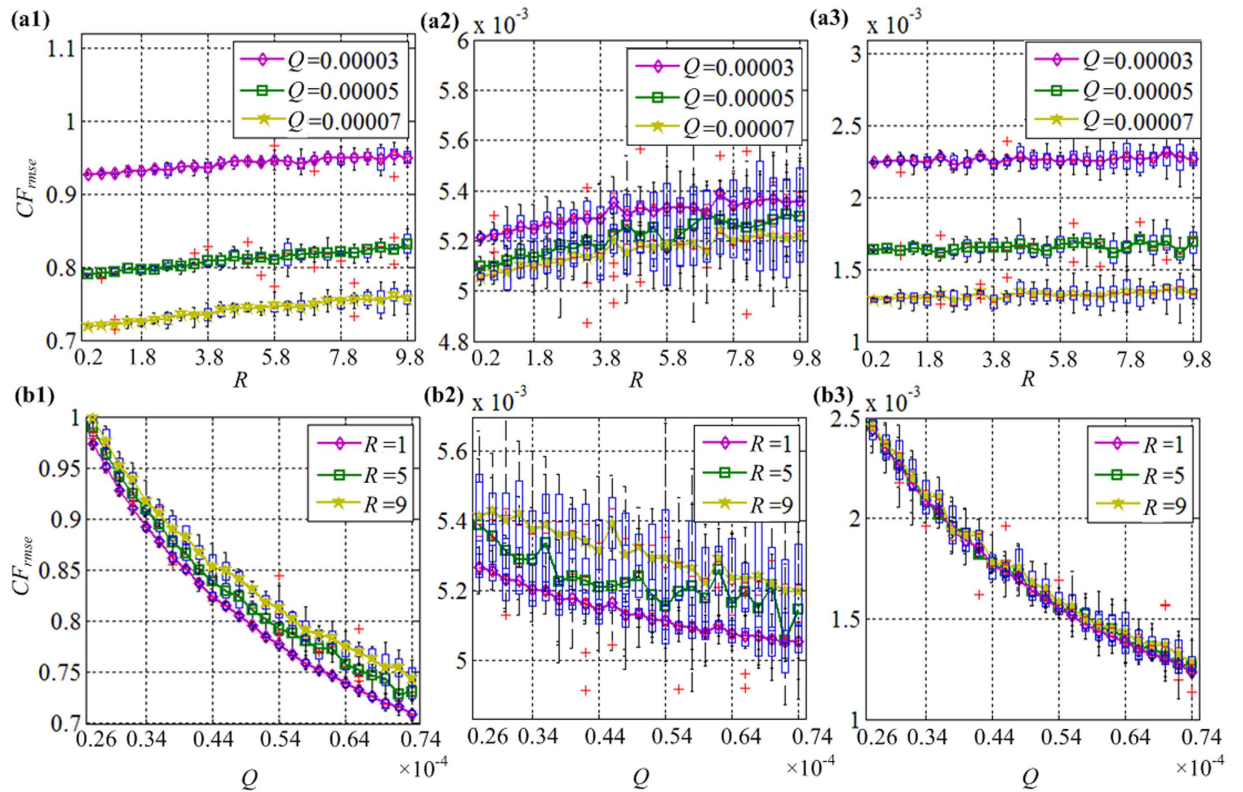 (a1)
1.1
1
0.9
0.8
0.7
CFrmse
Q=0.00003
Q=0.00005
Q=0.00007
0.2 1.8 3.8 5.8 7.8 9.8
R
(a2)
x 10⁻³
6
5.8
5.6
5.4
5.2
5
4.8
Q=0.00003
Q=0.00005
Q=0.00007
0.2 1.8 3.8 5.8 7.8 9.8
R
(a3)
x 10⁻³
3
2.5
2
1.5
1
Q=0.00003
Q=0.00005
Q=0.00007
0.2 1.8 3.8 5.8 7.8 9.8
R
(b1)
1
0.95
0.9
0.85
0.8
0.75
0.7
CFrmse
R=1
R=5
R=9
0.26 0.34 0.44 0.54 0.64 0.74
×10⁻⁴
Q
(b2)
x 10⁻³
5.6
5.4
5.2
5
R=1
R=5
R=9
0.26 0.34 0.44 0.54 0.64 0.74
×10⁻⁴
Q
(b3)
x 10⁻³
2.5
2
1.5
1
R=1
R=5
R=9
0.26 0.34 0.44 0.54 0.64 0.74
×10⁻⁴
Q